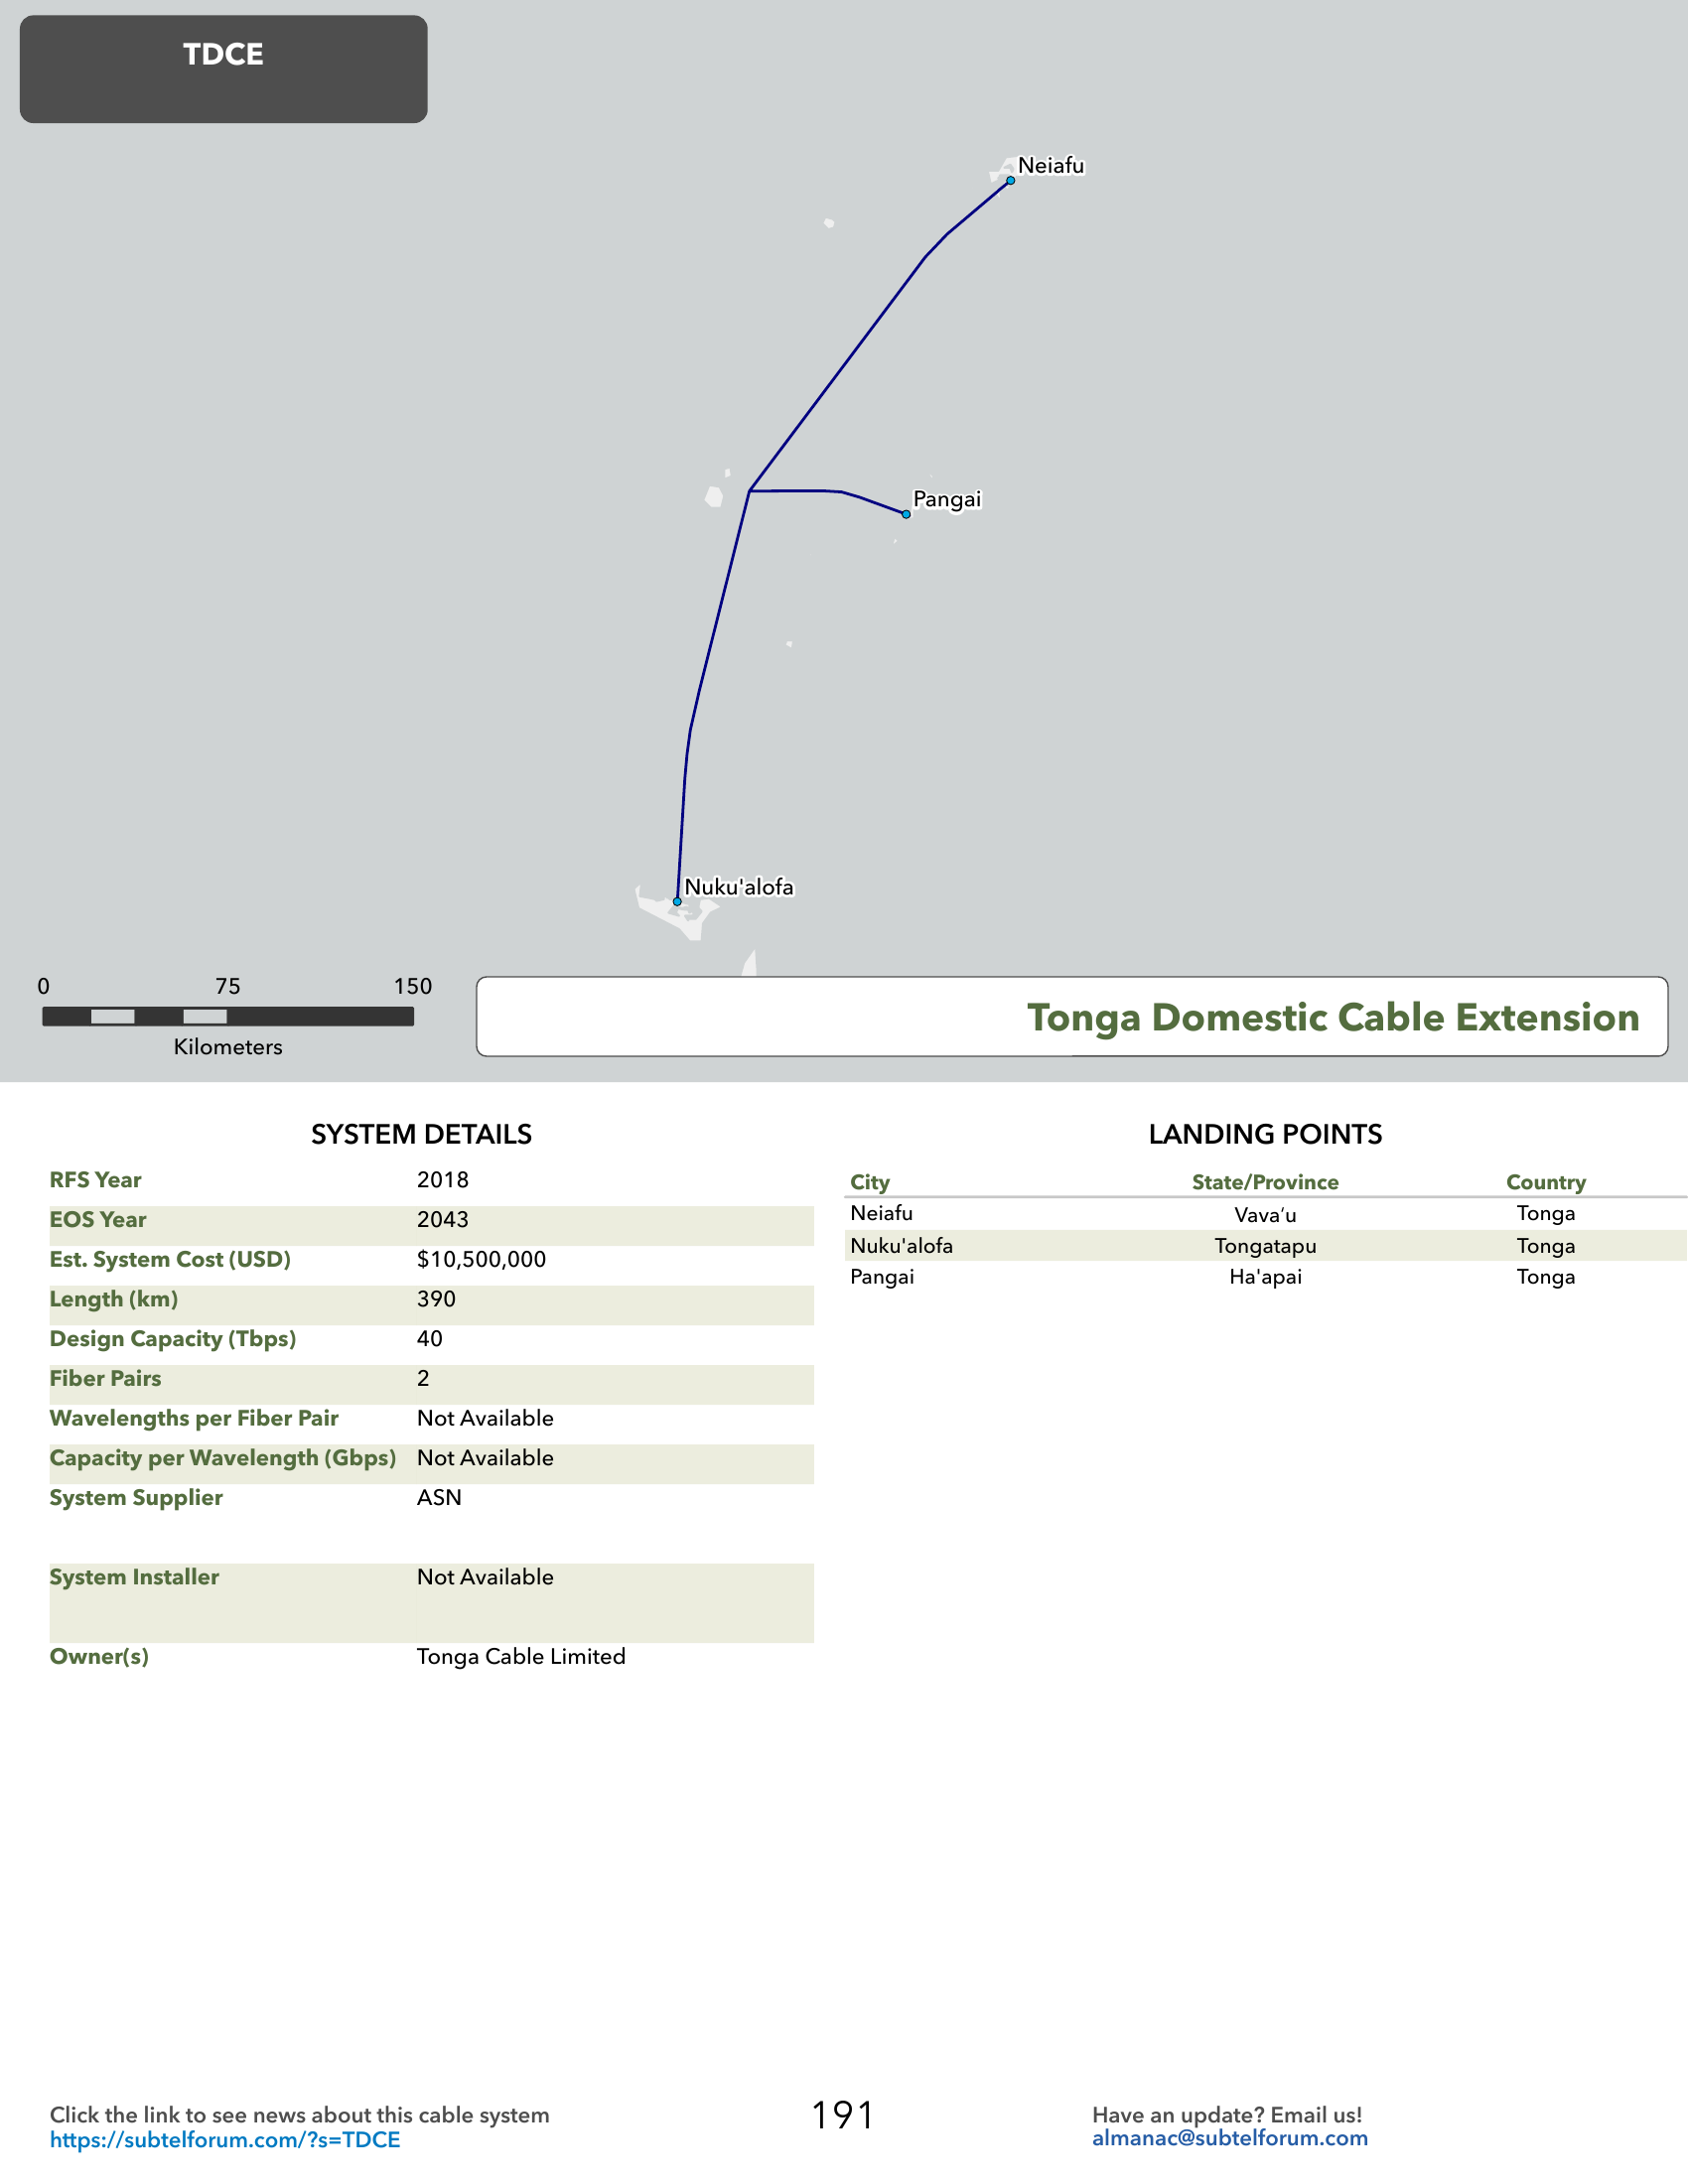 TDCE
Neiafu
Pangai
Nuku'alofa
0 75 150
Kilometers
Tonga Domestic Cable Extension
SYSTEM DETAILS
RFS Year 2018
EOS Year 2043
Est. System Cost (USD) $10,500,000
Length (km) 390
Design Capacity (Tbps) 40
Fiber Pairs 2
Wavelengths per Fiber Pair Not Available
Capacity per Wavelength (Gbps) Not Available
System Supplier ASN
System Installer Not Available
Owner(s) Tonga Cable Limited
LANDING POINTS
City State/Province Country
Neiafu Vavaʻu Tonga
Nuku'alofa Tongatapu Tonga
Pangai Ha'apai Tonga
Click the link to see news about this cable system
https://subtelforum.com/?s=TDCE
191
Have an update? Email us!
almanac@subtelforum.com